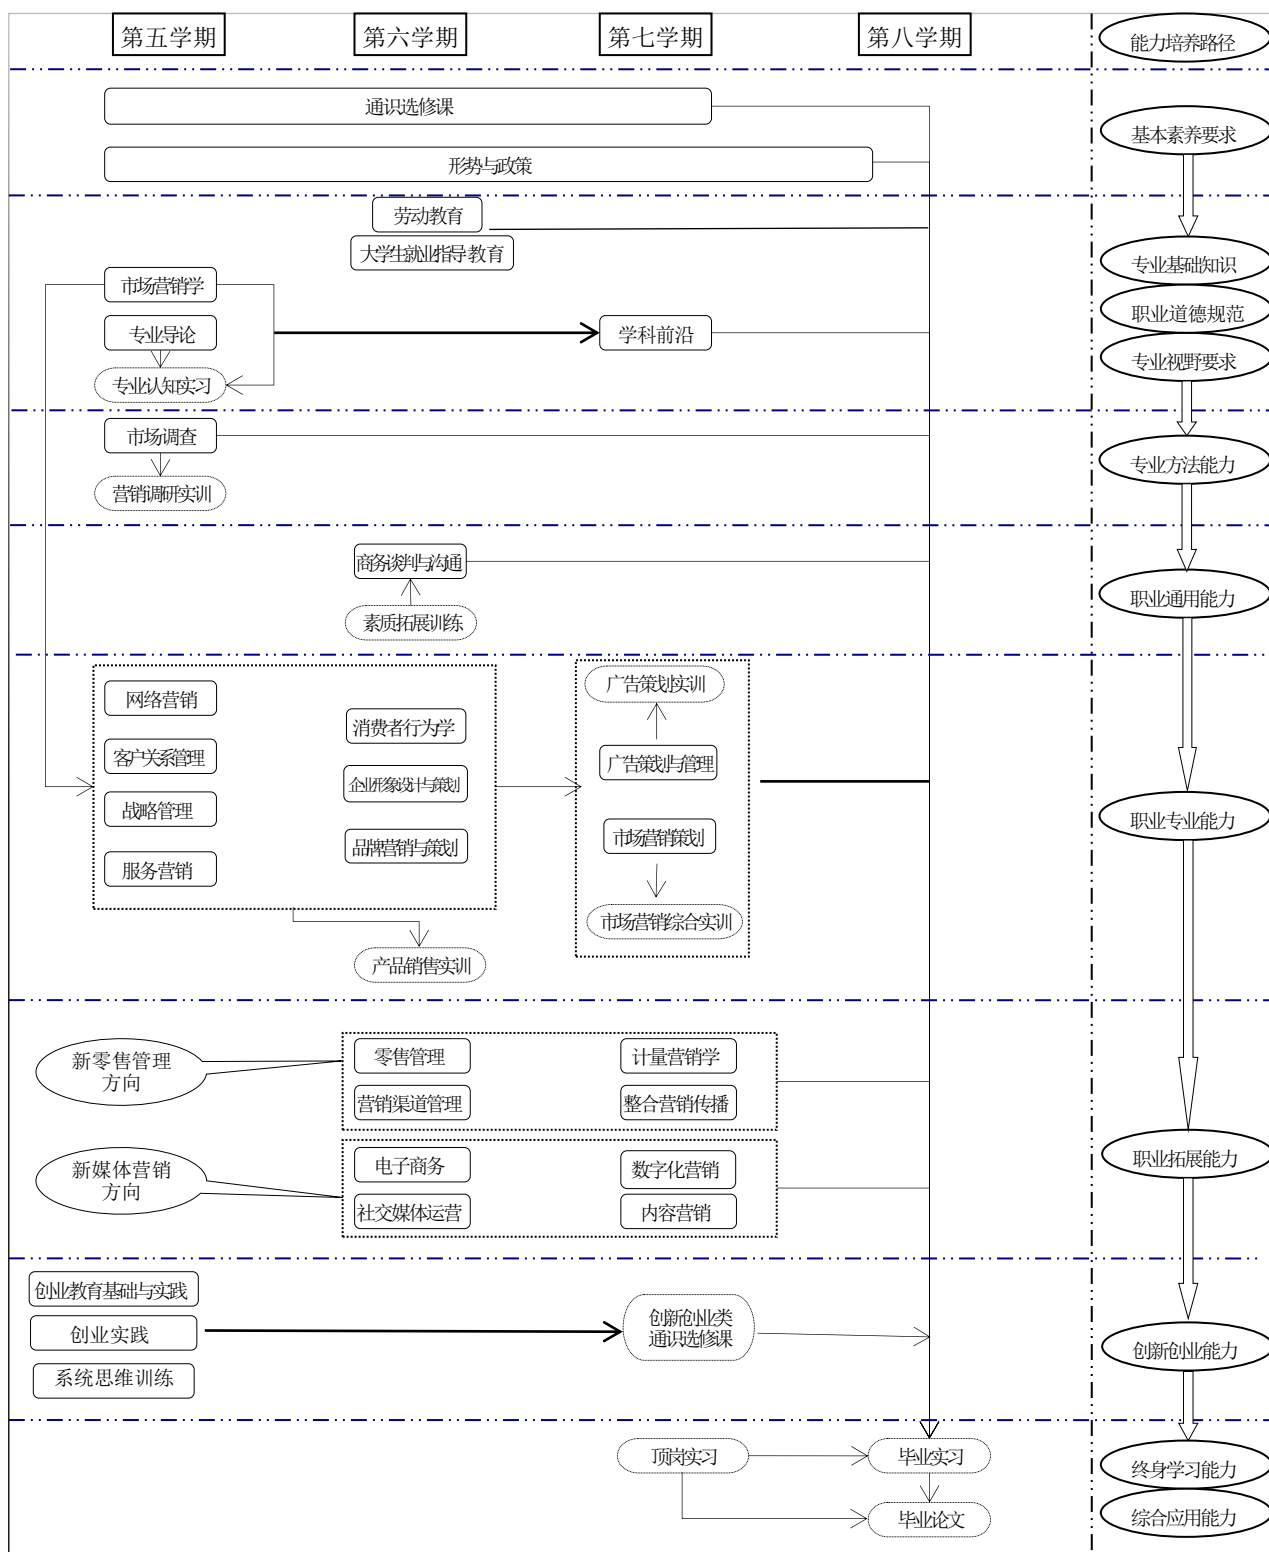 第五学期
第六学期
第七学期
第八学期
能力培养路径
通识选修课
基本素养要求
形势与政策
劳动教育
大学生就业指导教育
专业基础知识
市场营销学
职业道德规范
专业导论
学科前沿
专业视野要求
专业认知实习
市场调查
专业方法能力
营销调研实训
商务谈判与沟通
职业通用能力
素质拓展训练
网络营销
广告策划实训
消费者行为学
客户关系管理
广告策划与管理
企业形象设计与策划
战略管理
职业专业能力
市场营销策划
品牌营销与策划
服务营销
市场营销综合实训
产品销售实训
新零售管理
方向
零售管理
计量营销学
营销渠道管理
整合营销传播
新媒体营销
方向
电子商务
数字化营销
职业拓展能力
社交媒体运营
内容营销
创业教育基础与实践
创业实践
创新创业类
通识选修课
创新创业能力
系统思维训练
顶岗实习
毕业实习
终身学习能力
毕业论文
综合应用能力